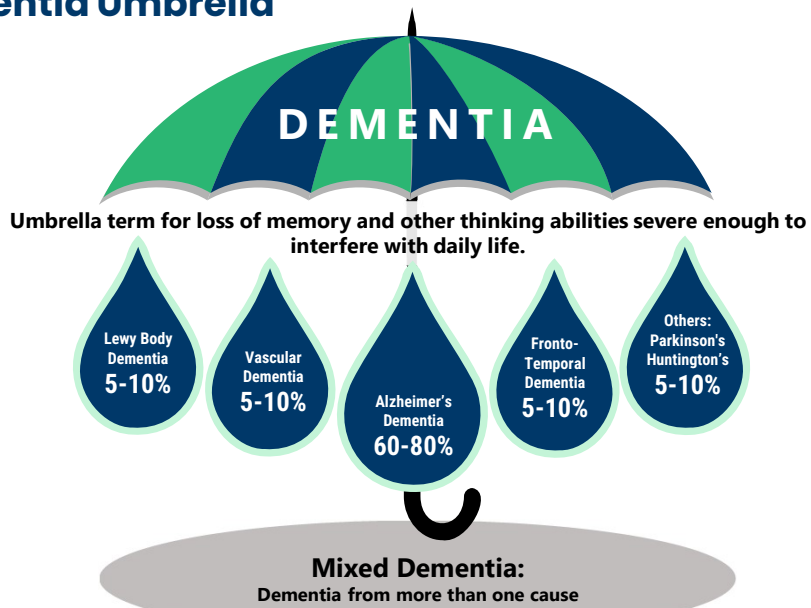 Umbrella
DEMENTIA
Umbrella term for loss of memory and other thinking abilities severe enough to
interfere with daily life.
Lewy Body
Dementia
5-10%
Vascular
Dementia
5-10%
Alzheimer’s
Dementia
60-80%
Fronto-
Temporal
Dementia
5-10%
Others:
Parkinson's
Huntington’s
5-10%
Mixed Dementia:
Dementia from more than one cause